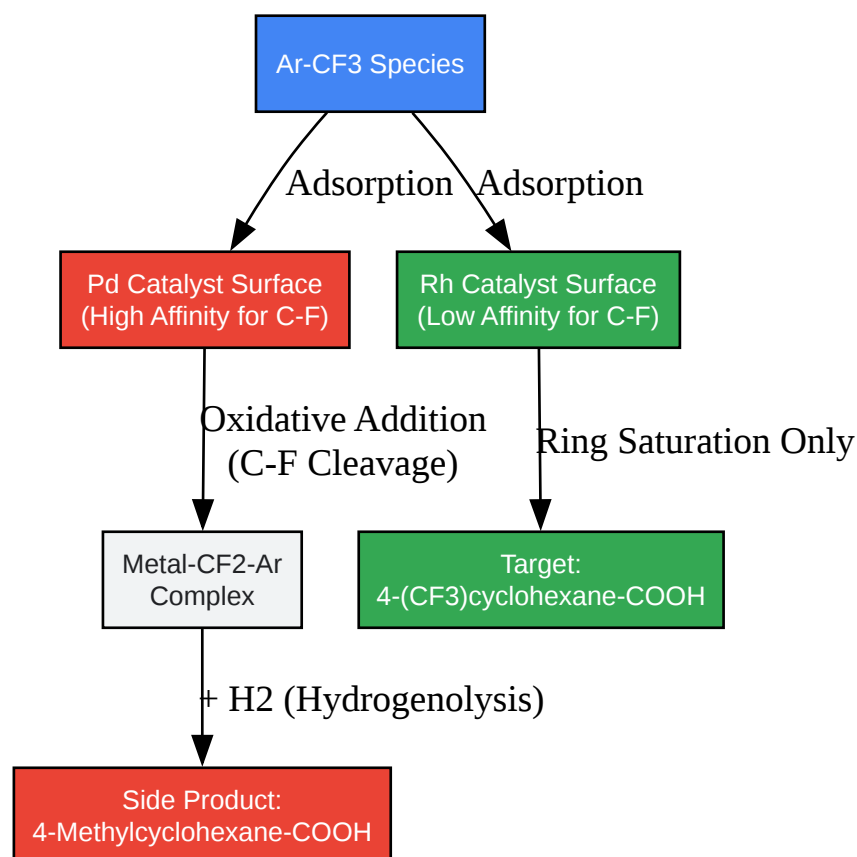 Ar-CF3 Species
Adsorption
Adsorption
Pd Catalyst Surface
(High Affinity for C-F)
Rh Catalyst Surface
(Low Affinity for C-F)
Oxidative Addition
(C-F Cleavage)
Ring Saturation Only
Metal-CF2-Ar
Complex
Target:
4-(CF3)cyclohexane-COOH
+ H2 (Hydrogenolysis)
Side Product:
4-Methylcyclohexane-COOH